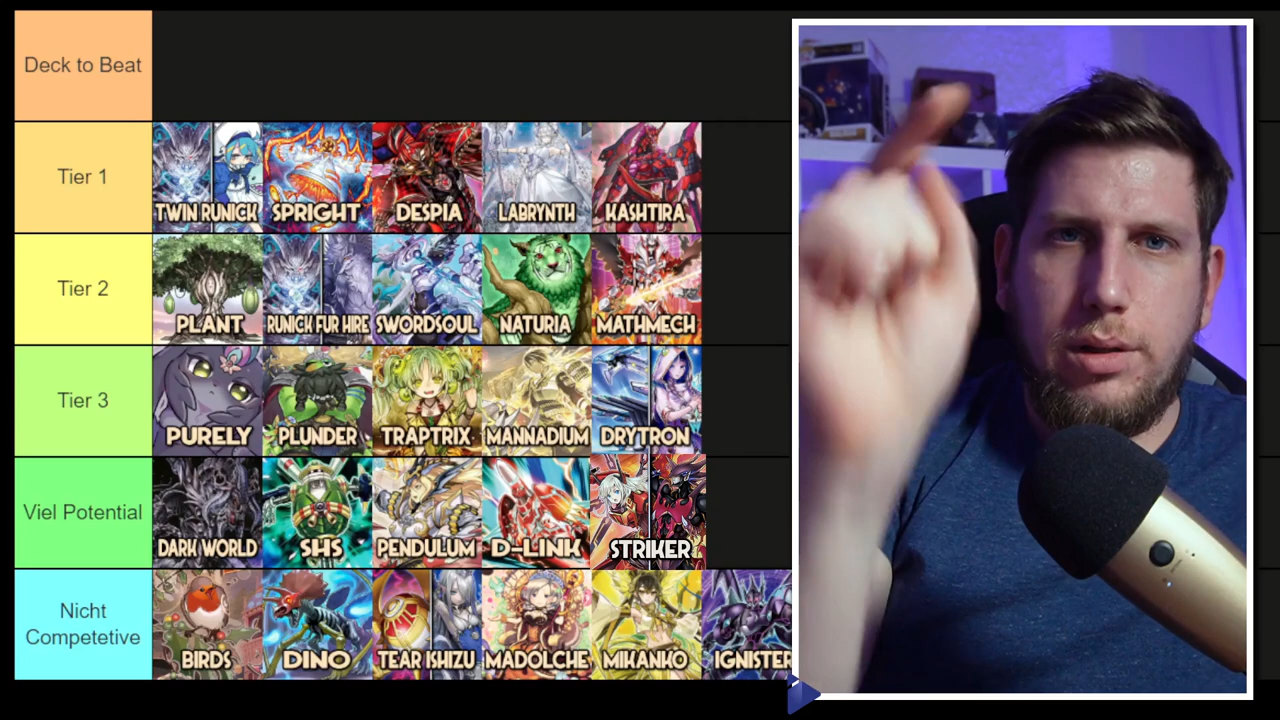 Deck to Beat
Tier 1
TWIN RUNICK
SPRIGHT
DESPIA
LABRYNTH
KASHTIRA
Tier 2
PLANT
RUNICK FUR HIRE
SWORDSOUL
NATURIA
MATHMECH
Tier 3
PURELY
PLUNDER
TRAPTRIX
MANNADIUM
DRYTRON
Viel Potential
DARK WORLD
SHS
PENDULUM
D-LINK
STRIKER
Nicht
Competetive
BIRDS
DINO
TEAR ISHIZU
MADOLCHE
MIKANKO
IGNISTER